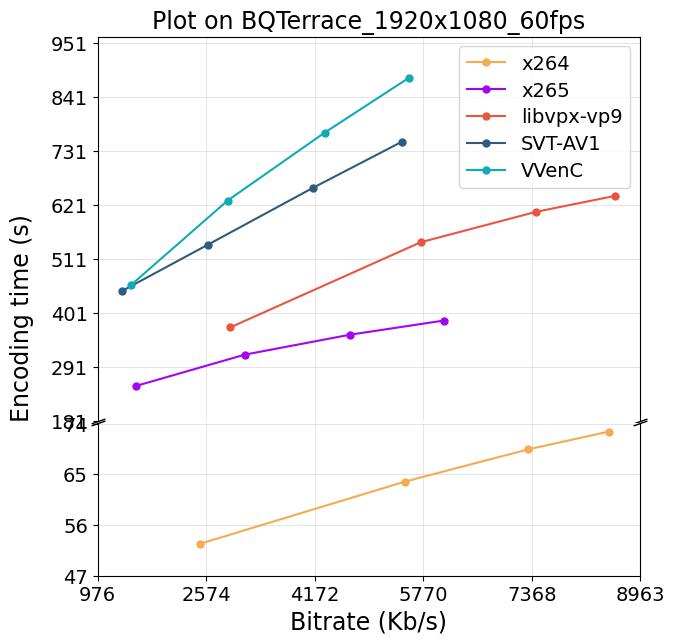 Plot on BQTerrace_1920x1080_60fps
951
841
731
621
511
401
291
181
74
65
56
47
Encoding time (s)
x264
x265
libvpx-vp9
SVT-AV1
VVenC
976
2574
4172
5770
7368
8963
Bitrate (Kb/s)